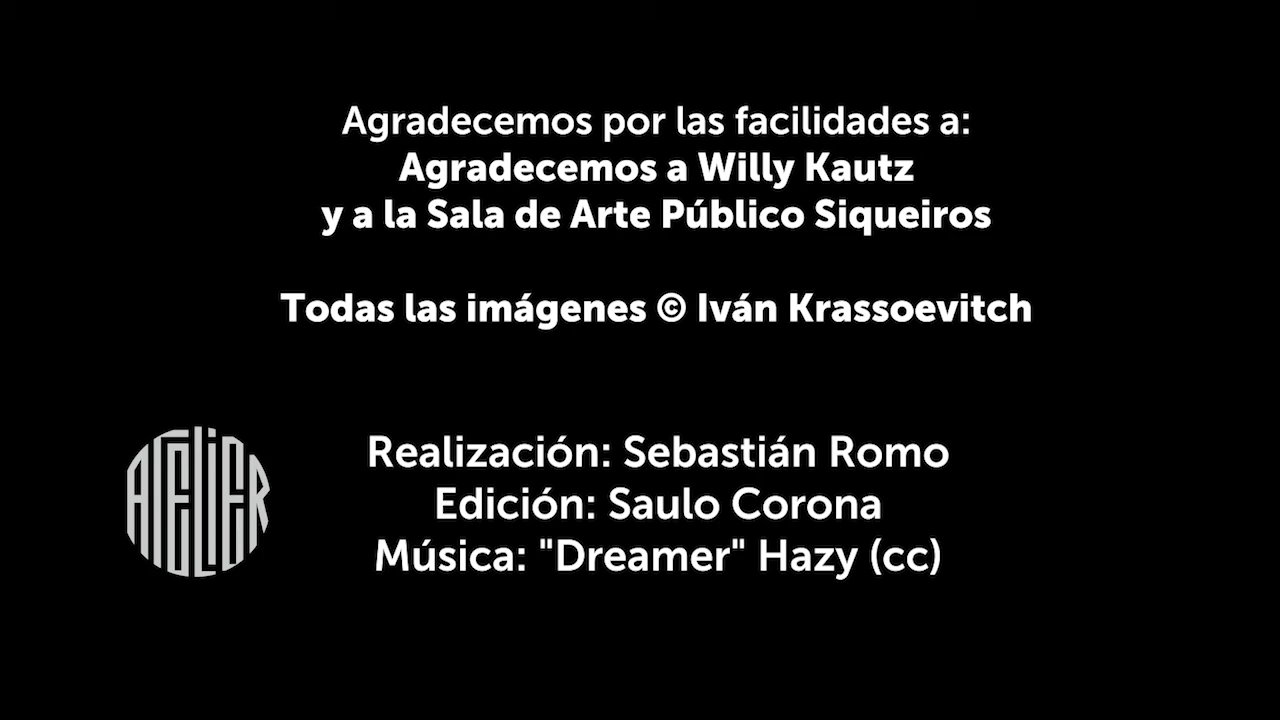 Agradecemos por las facilidades a:
Agradecemos a Willy Kautz
y a la Sala de Arte Público Siqueiros
Todas las imágenes © Iván Krassoevitch
ATELIER
Realización: Sebastián Romo
Edición: Saulo Corona
Música: "Dreamer" Hazy (cc)